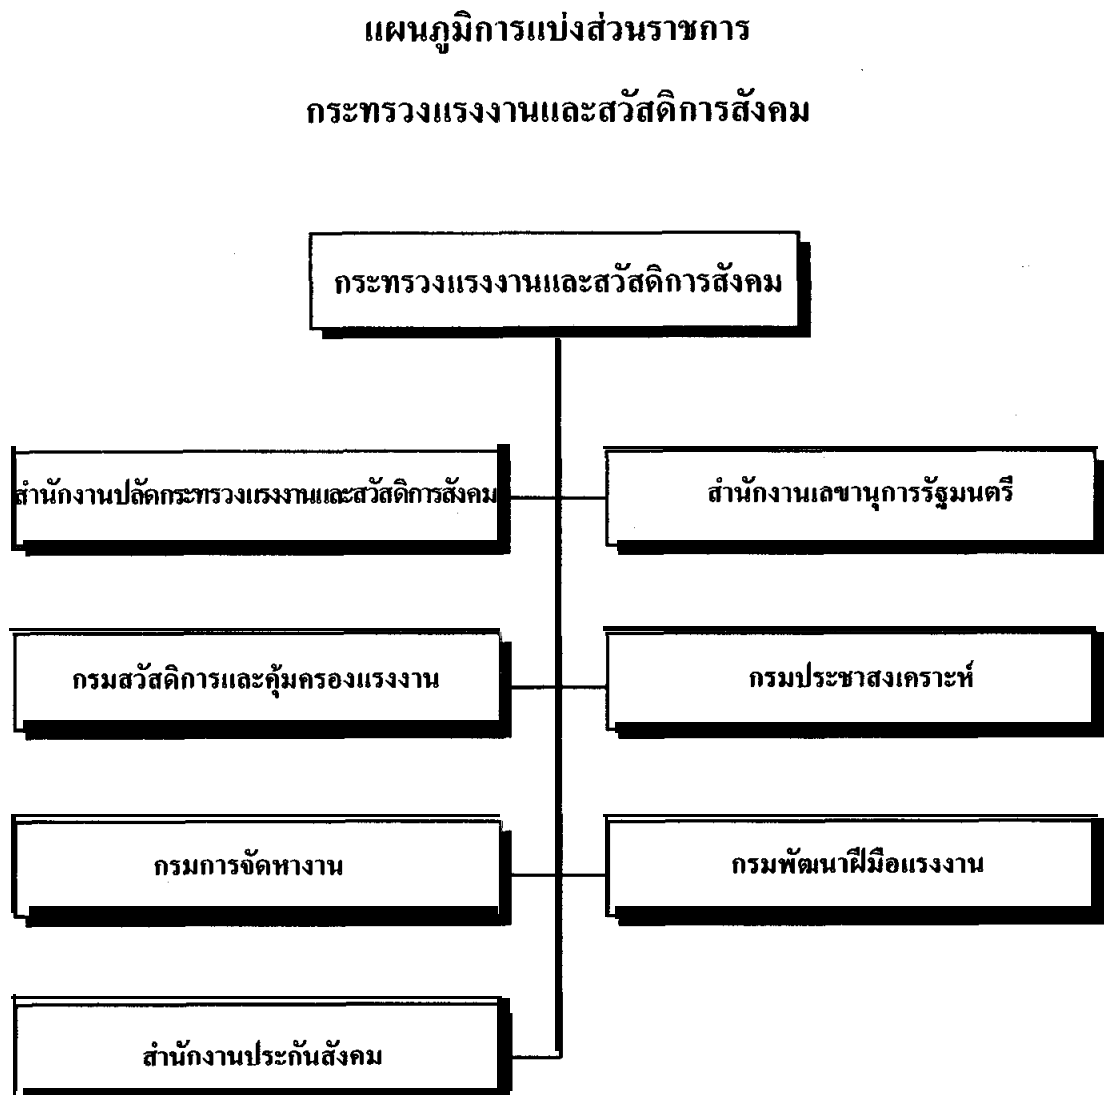 แผนภูมิการแบ่งส่วนราชการ
กระทรวงแรงงานและสวัสดิการสังคม
กระทรวงแรงงานและสวัสดิการสังคม
สำนักงานปลัดกระทรวงแรงงานและสวัสดิการสังคม
สำนักงานเลขานุการรัฐมนตรี
กรมสวัสดิการและคุ้มครองแรงงาน
กรมประชาสงเคราะห์
กรมการจัดหางาน
กรมพัฒนาฝีมือแรงงาน
สำนักงานประกันสังคม